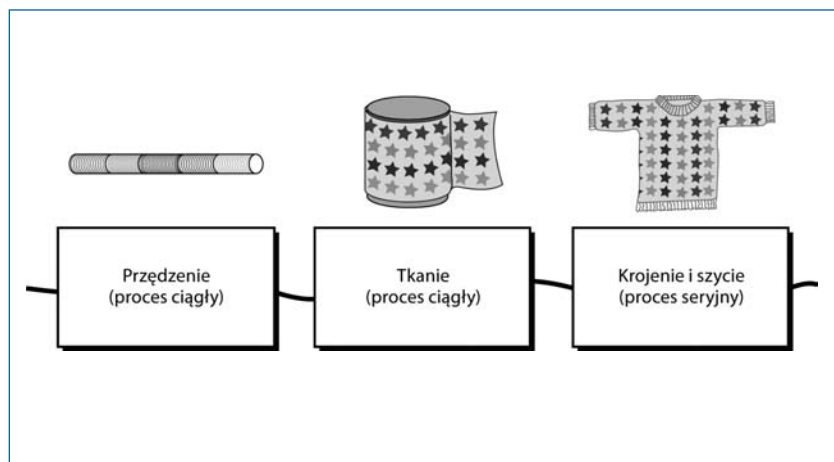 Przędzenie
(proces ciągły)
Tkanie
(proces ciągły)
Krojenie i szycie
(proces seryjny)